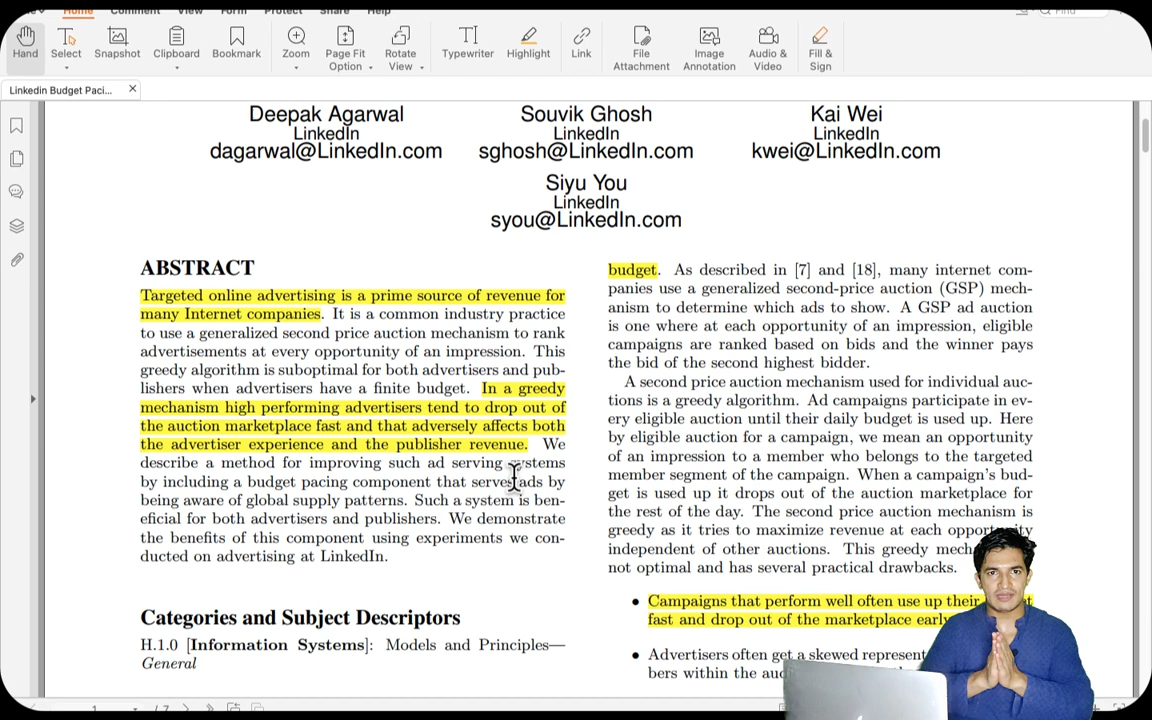 Home
Comment
View
Form
Protect
Share
Help
Find
Hand
Select
Snapshot
Clipboard
Bookmark
Zoom
Page Fit
Option
Rotate
View
Typewriter
Highlight
Link
File
Attachment
Image
Annotation
Audio &
Video
Fill &
Sign
Linkedin Budget Paci...
Deepak Agarwal
LinkedIn
dagarwal@LinkedIn.com
Souvik Ghosh
LinkedIn
sghosh@LinkedIn.com
Kai Wei
LinkedIn
kwei@LinkedIn.com
Siyu You
LinkedIn
syou@LinkedIn.com
ABSTRACT
Targeted online advertising is a prime source of revenue for
many Internet companies. It is a common industry practice
to use a generalized second price auction mechanism to rank
advertisements at every opportunity of an impression. This
greedy algorithm is suboptimal for both advertisers and pub-
lishers when advertisers have a finite budget. In a greedy
mechanism high performing advertisers tend to drop out of
the auction marketplace fast and that adversely affects both
the advertiser experience and the publisher revenue. We
describe a method for improving such ad serving systems
by including a budget pacing component that serves ads by
being aware of global supply patterns. Such a system is ben-
eficial for both advertisers and publishers. We demonstrate
the benefits of this component using experiments we con-
ducted on advertising at LinkedIn.
Categories and Subject Descriptors
H.1.0 [Information Systems]: Models and Principles—
General
budget. As described in [7] and [18], many internet com-
panies use a generalized second-price auction (GSP) mech-
anism to determine which ads to show. A GSP ad auction
is one where at each opportunity of an impression, eligible
campaigns are ranked based on bids and the winner pays
the bid of the second highest bidder.
A second price auction mechanism used for individual auc-
tions is a greedy algorithm. Ad campaigns participate in ev-
ery eligible auction until their daily budget is used up. Here
by eligible auction for a campaign, we mean an opportunity
of an impression to a member who belongs to the targeted
member segment of the campaign. When a campaign's bud-
get is used up it drops out of the auction marketplace for
the rest of the day. The second price auction mechanism is
greedy as it tries to maximize revenue at each opportunity
independent of other auctions. This greedy mech
not optimal and has several practical drawbacks.
• Campaigns that perform well often use up their
fast and drop out of the marketplace early
• Advertisers often get a skewed represent
bers within the
1 / 7